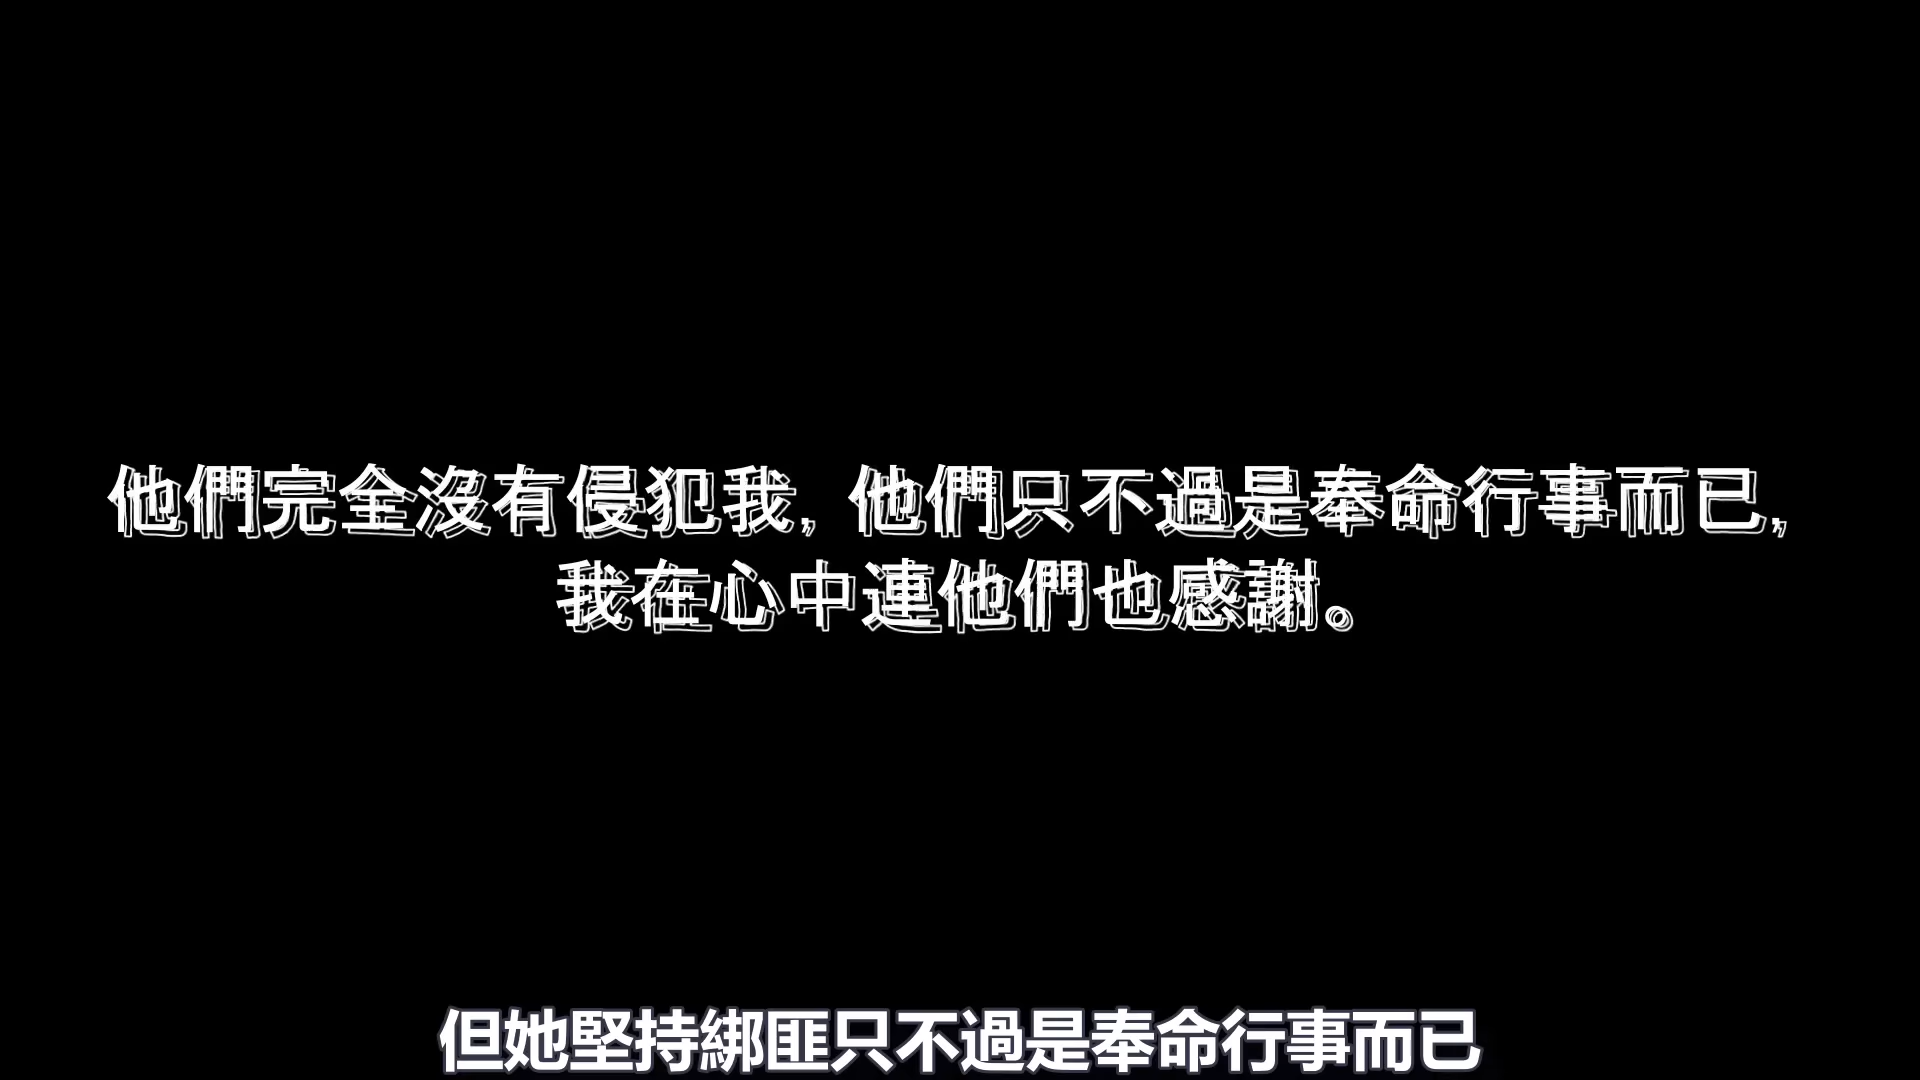 他們完全沒有侵犯我, 他們只不過是奉命行事而已,
我在心中連他們也感謝。
但她堅持綁匪只不過是奉命行事而已